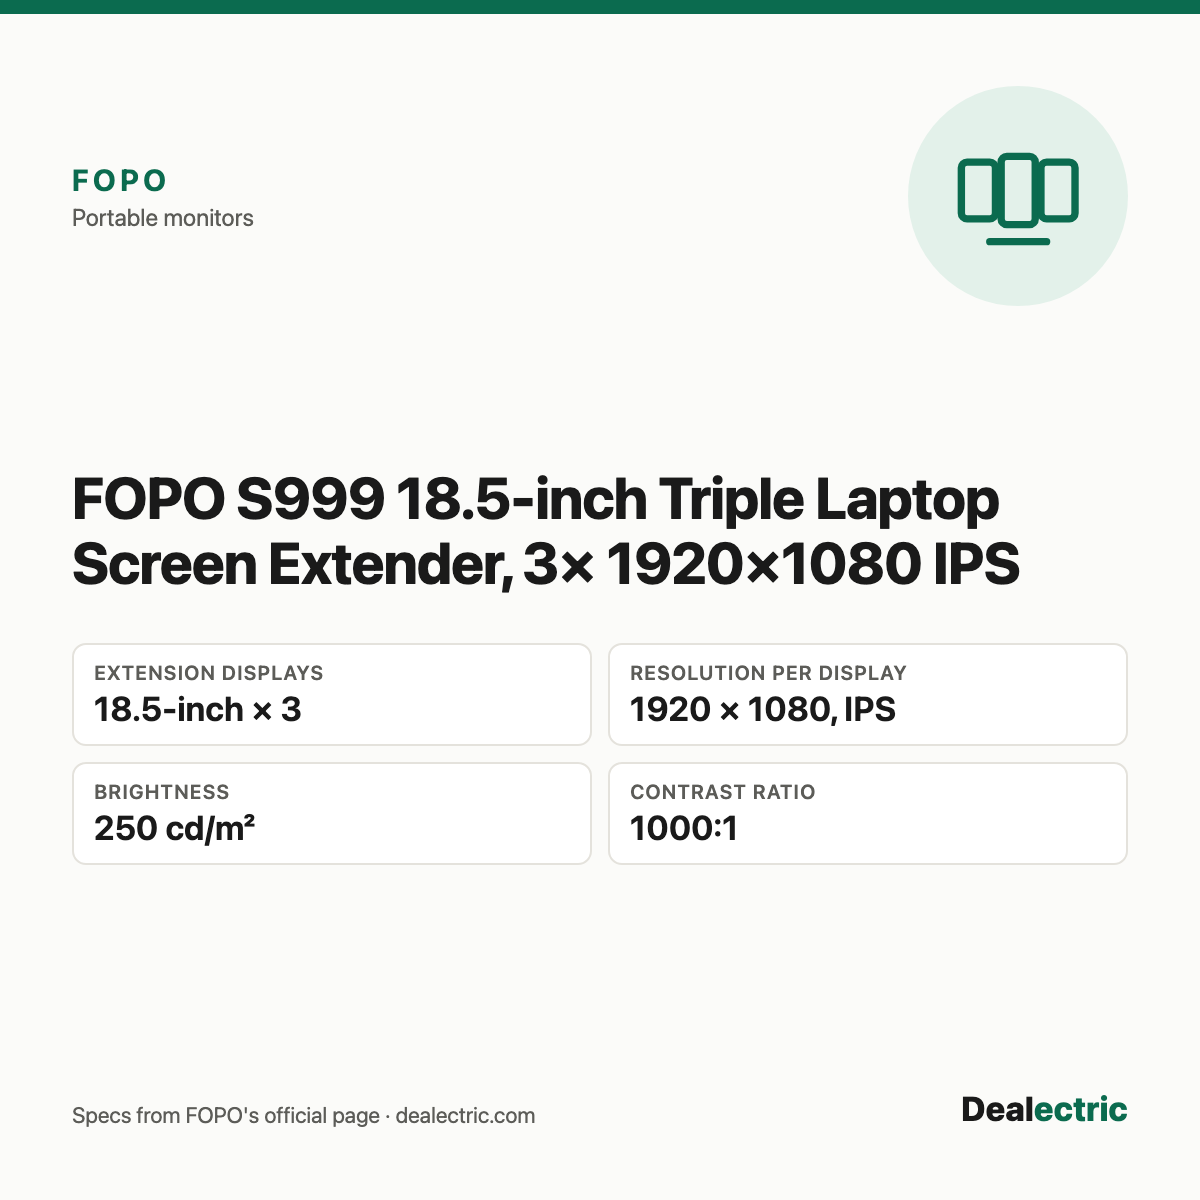 FOPO
Portable monitors
FOPO S999 18.5-inch Triple Laptop
Screen Extender, 3× 1920×1080 IPS
EXTENSION DISPLAYS
18.5-inch × 3
RESOLUTION PER DISPLAY
1920 × 1080, IPS
BRIGHTNESS
250 cd/m²
CONTRAST RATIO
1000:1
Specs from FOPO's official page · dealectric.com
Dealectric